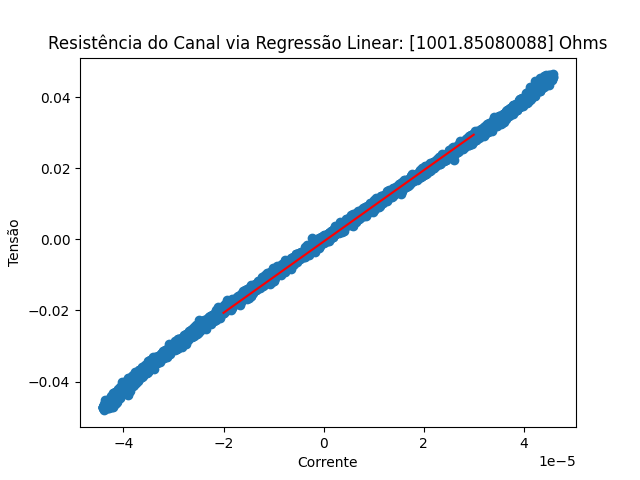 Resistência do Canal via Regressão Linear: [1001.85080088] Ohms
0.04
0.02
0.00
−0.02
−0.04
Tensão
−4
−2
0
2
4
1e−5
Corrente